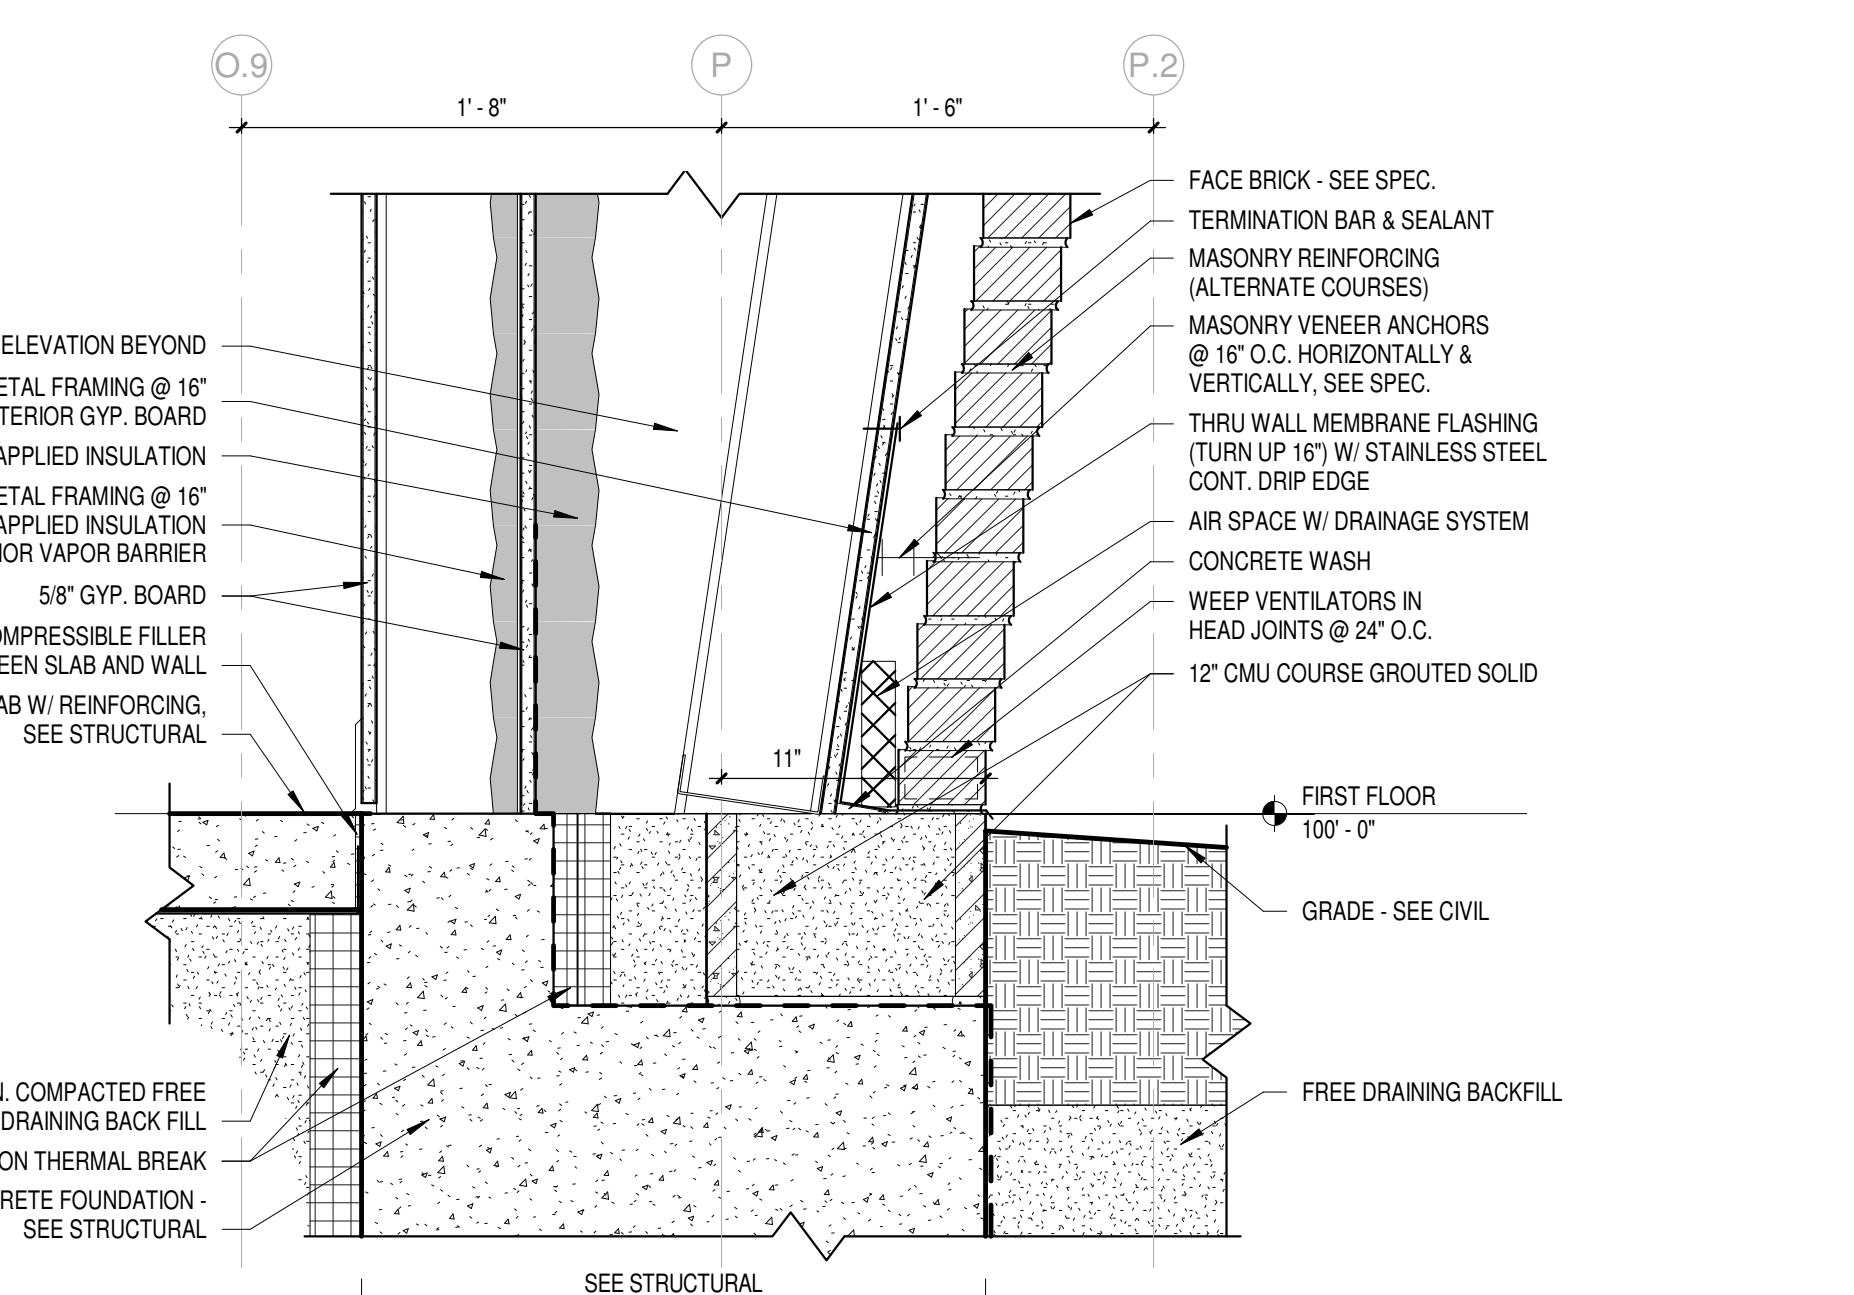 O.9
P
P.2
1' - 8"
1' - 6"
ELEVATION BEYOND
ETAL FRAMING @ 16"
TERIOR GYP. BOARD
APPLIED INSULATION
ETAL FRAMING @ 16"
APPLIED INSULATION
IOR VAPOR BARRIER
5/8" GYP. BOARD
OMPRESSIBLE FILLER
EEN SLAB AND WALL
AB W/ REINFORCING,
SEE STRUCTURAL
N. COMPACTED FREE
DRAINING BACK FILL
ON THERMAL BREAK
RETE FOUNDATION -
SEE STRUCTURAL
11"
SEE STRUCTURAL
FACE BRICK - SEE SPEC.
TERMINATION BAR & SEALANT
MASONRY REINFORCING
(ALTERNATE COURSES)
MASONRY VENEER ANCHORS
@ 16" O.C. HORIZONTALLY &
VERTICALLY, SEE SPEC.
THRU WALL MEMBRANE FLASHING
(TURN UP 16") W/ STAINLESS STEEL
CONT. DRIP EDGE
AIR SPACE W/ DRAINAGE SYSTEM
CONCRETE WASH
WEEP VENTILATORS IN
HEAD JOINTS @ 24" O.C.
12" CMU COURSE GROUTED SOLID
FIRST FLOOR
100' - 0"
GRADE - SEE CIVIL
FREE DRAINING BACKFILL